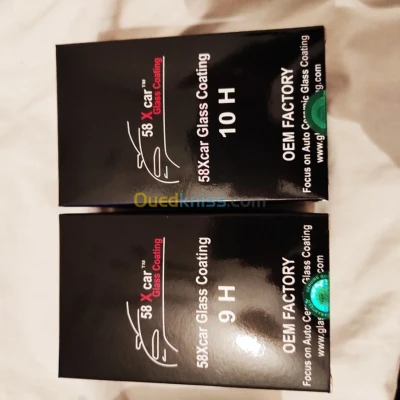 58 X car™
Glass Coating
58Xcar Glass Coating
10 H
OEM FACTORY
Focus on Auto Ceramic Glass Coating
Ouedkniss.com
58 X car™
Glass Coating
58Xcar Glass Coating
9 H
OEM FACTORY
Focus on Auto Glass Coating